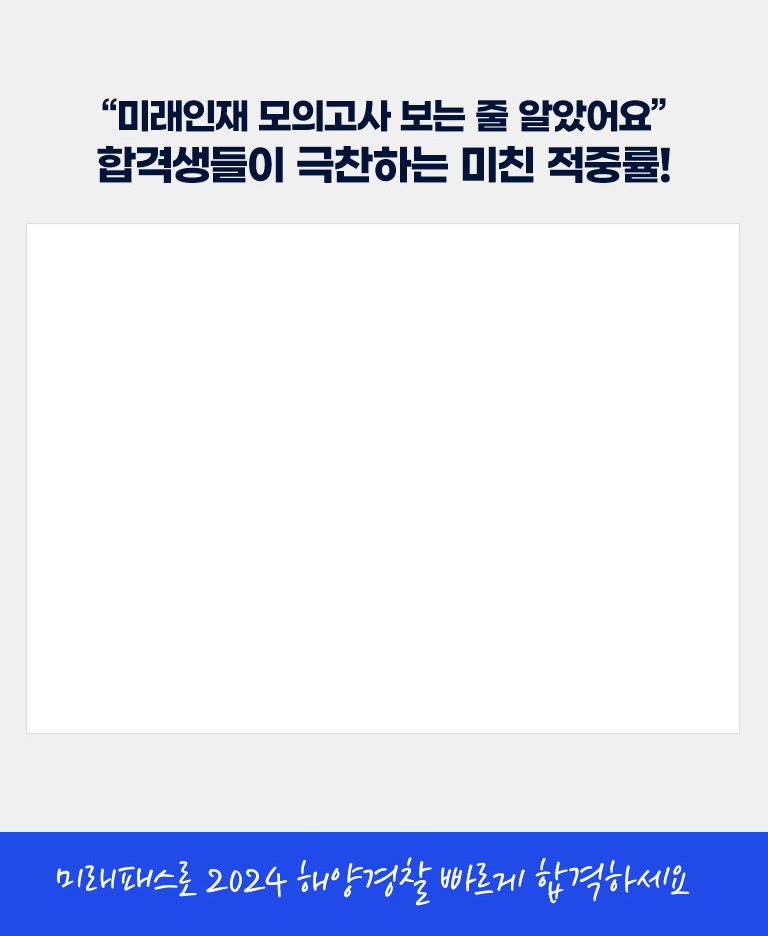 “미래인재 모의고사 보는 줄 알았어요”
합격생들이 극찬하는 미친 적중률!
미래패스로 2024 해양경찰 빠르게 합격하세요